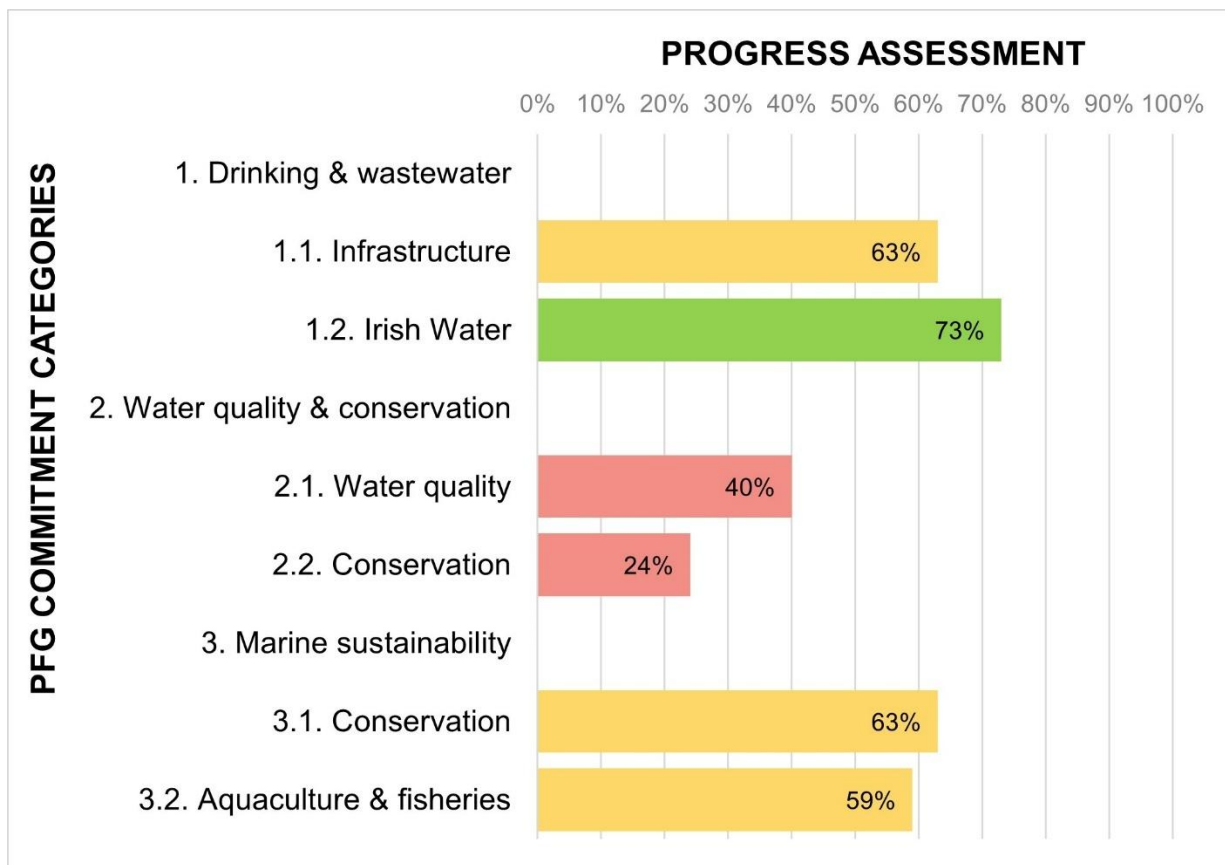 PROGRESS ASSESSMENT
0% 10% 20% 30% 40% 50% 60% 70% 80% 90% 100%
PFG COMMITMENT CATEGORIES
1. Drinking & wastewater
1.1. Infrastructure 63%
1.2. Irish Water 73%
2. Water quality & conservation
2.1. Water quality 40%
2.2. Conservation 24%
3. Marine sustainability
3.1. Conservation 63%
3.2. Aquaculture & fisheries 59%